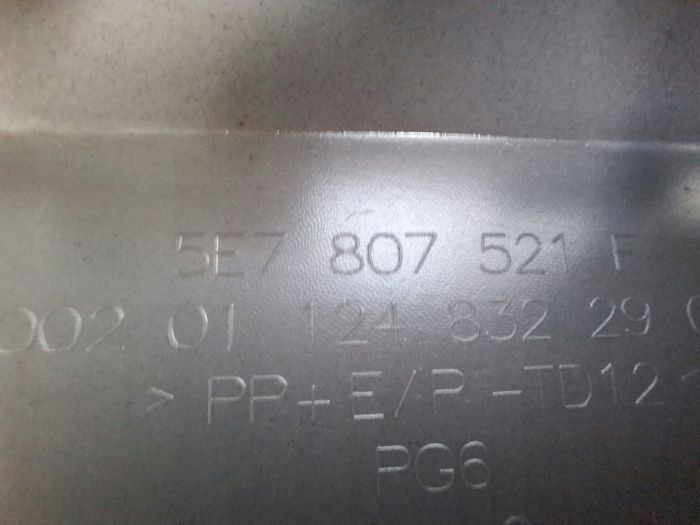 5E7 807 521 F
002 01 124 832 29
>PP+E/P-TD12<
PG6